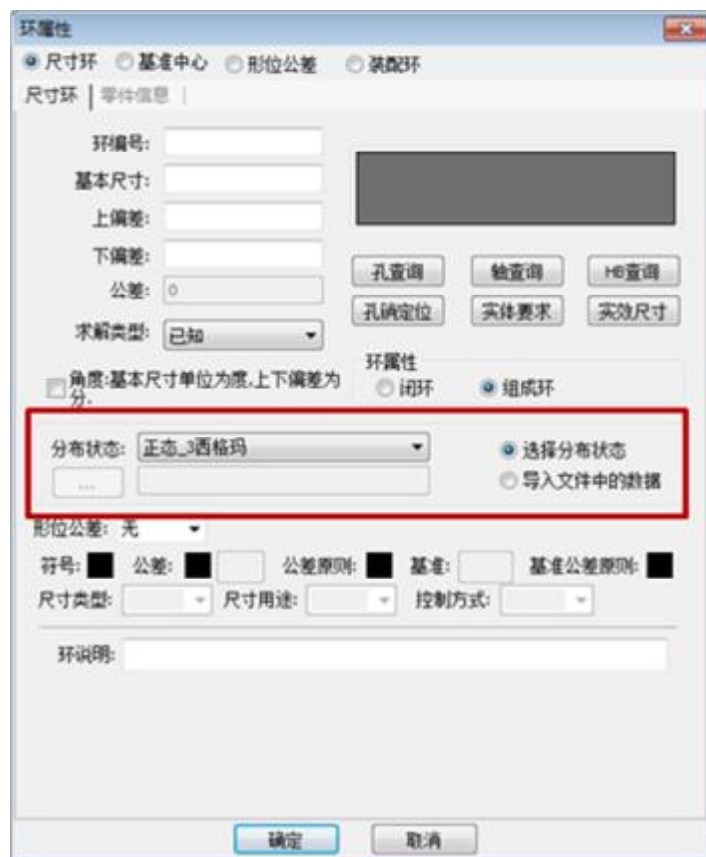 环属性
尺寸环 基准中心 形位公差 装配环
尺寸环 零件信息
环编号:
基本尺寸:
上偏差:
下偏差:
公差: 0
孔查询 轴查询 HB查询
孔销定位 实体要求 实效尺寸
求解类型: 已知
角度:基本尺寸单位为度,上下偏差为
分.
环属性
闭环 组成环
分布状态: 正态_3西格玛 选择分布状态
... 导入文件中的数据
形位公差: 无
符号: 公差: 公差原则: 基准: 基准公差原则:
尺寸类型: 尺寸用途: 控制方式:
环说明:
确定 取消